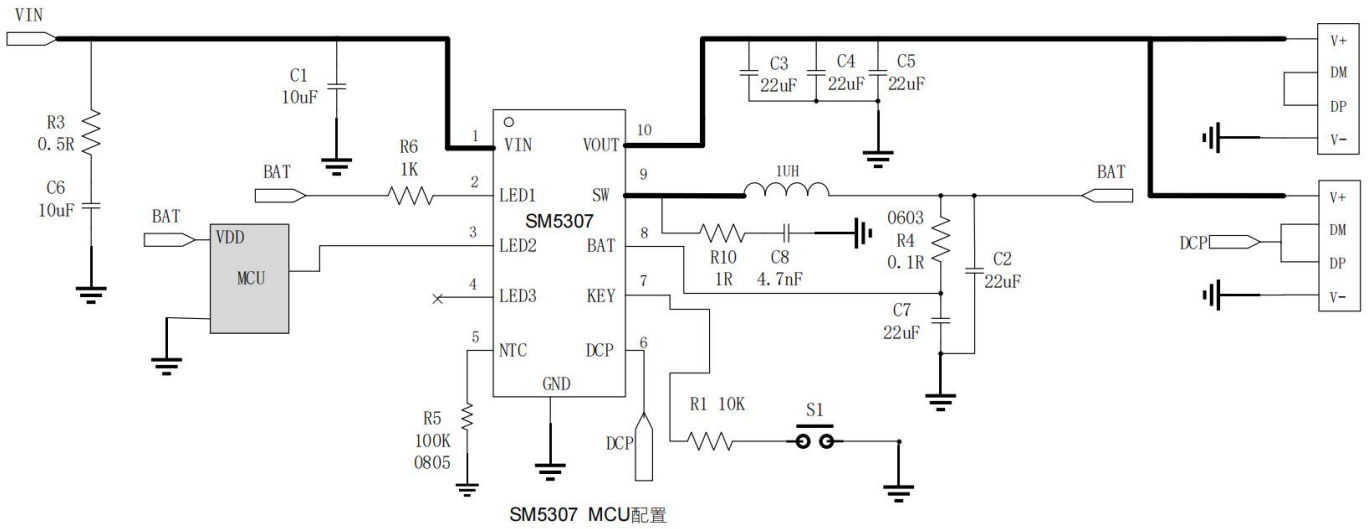 VIN
C1
10uF
R3
0.5R
C6
10uF
BAT
R6
1K
BAT
VDD
MCU
1
2
3
4
5
VIN
LED1
LED2
LED3
NTC
SM5307
GND
VOUT
SW
BAT
KEY
DCP
10
9
8
7
6
R5
100K
0805
DCP
C3
22uF
C4
22uF
C5
22uF
1UH
BAT
R10
1R
C8
4.7nF
0603
R4
0.1R
C2
22uF
C7
22uF
R1 10K
S1
V+
DM
DP
V-
DCP
V+
DM
DP
V-
SM5307 MCU配置